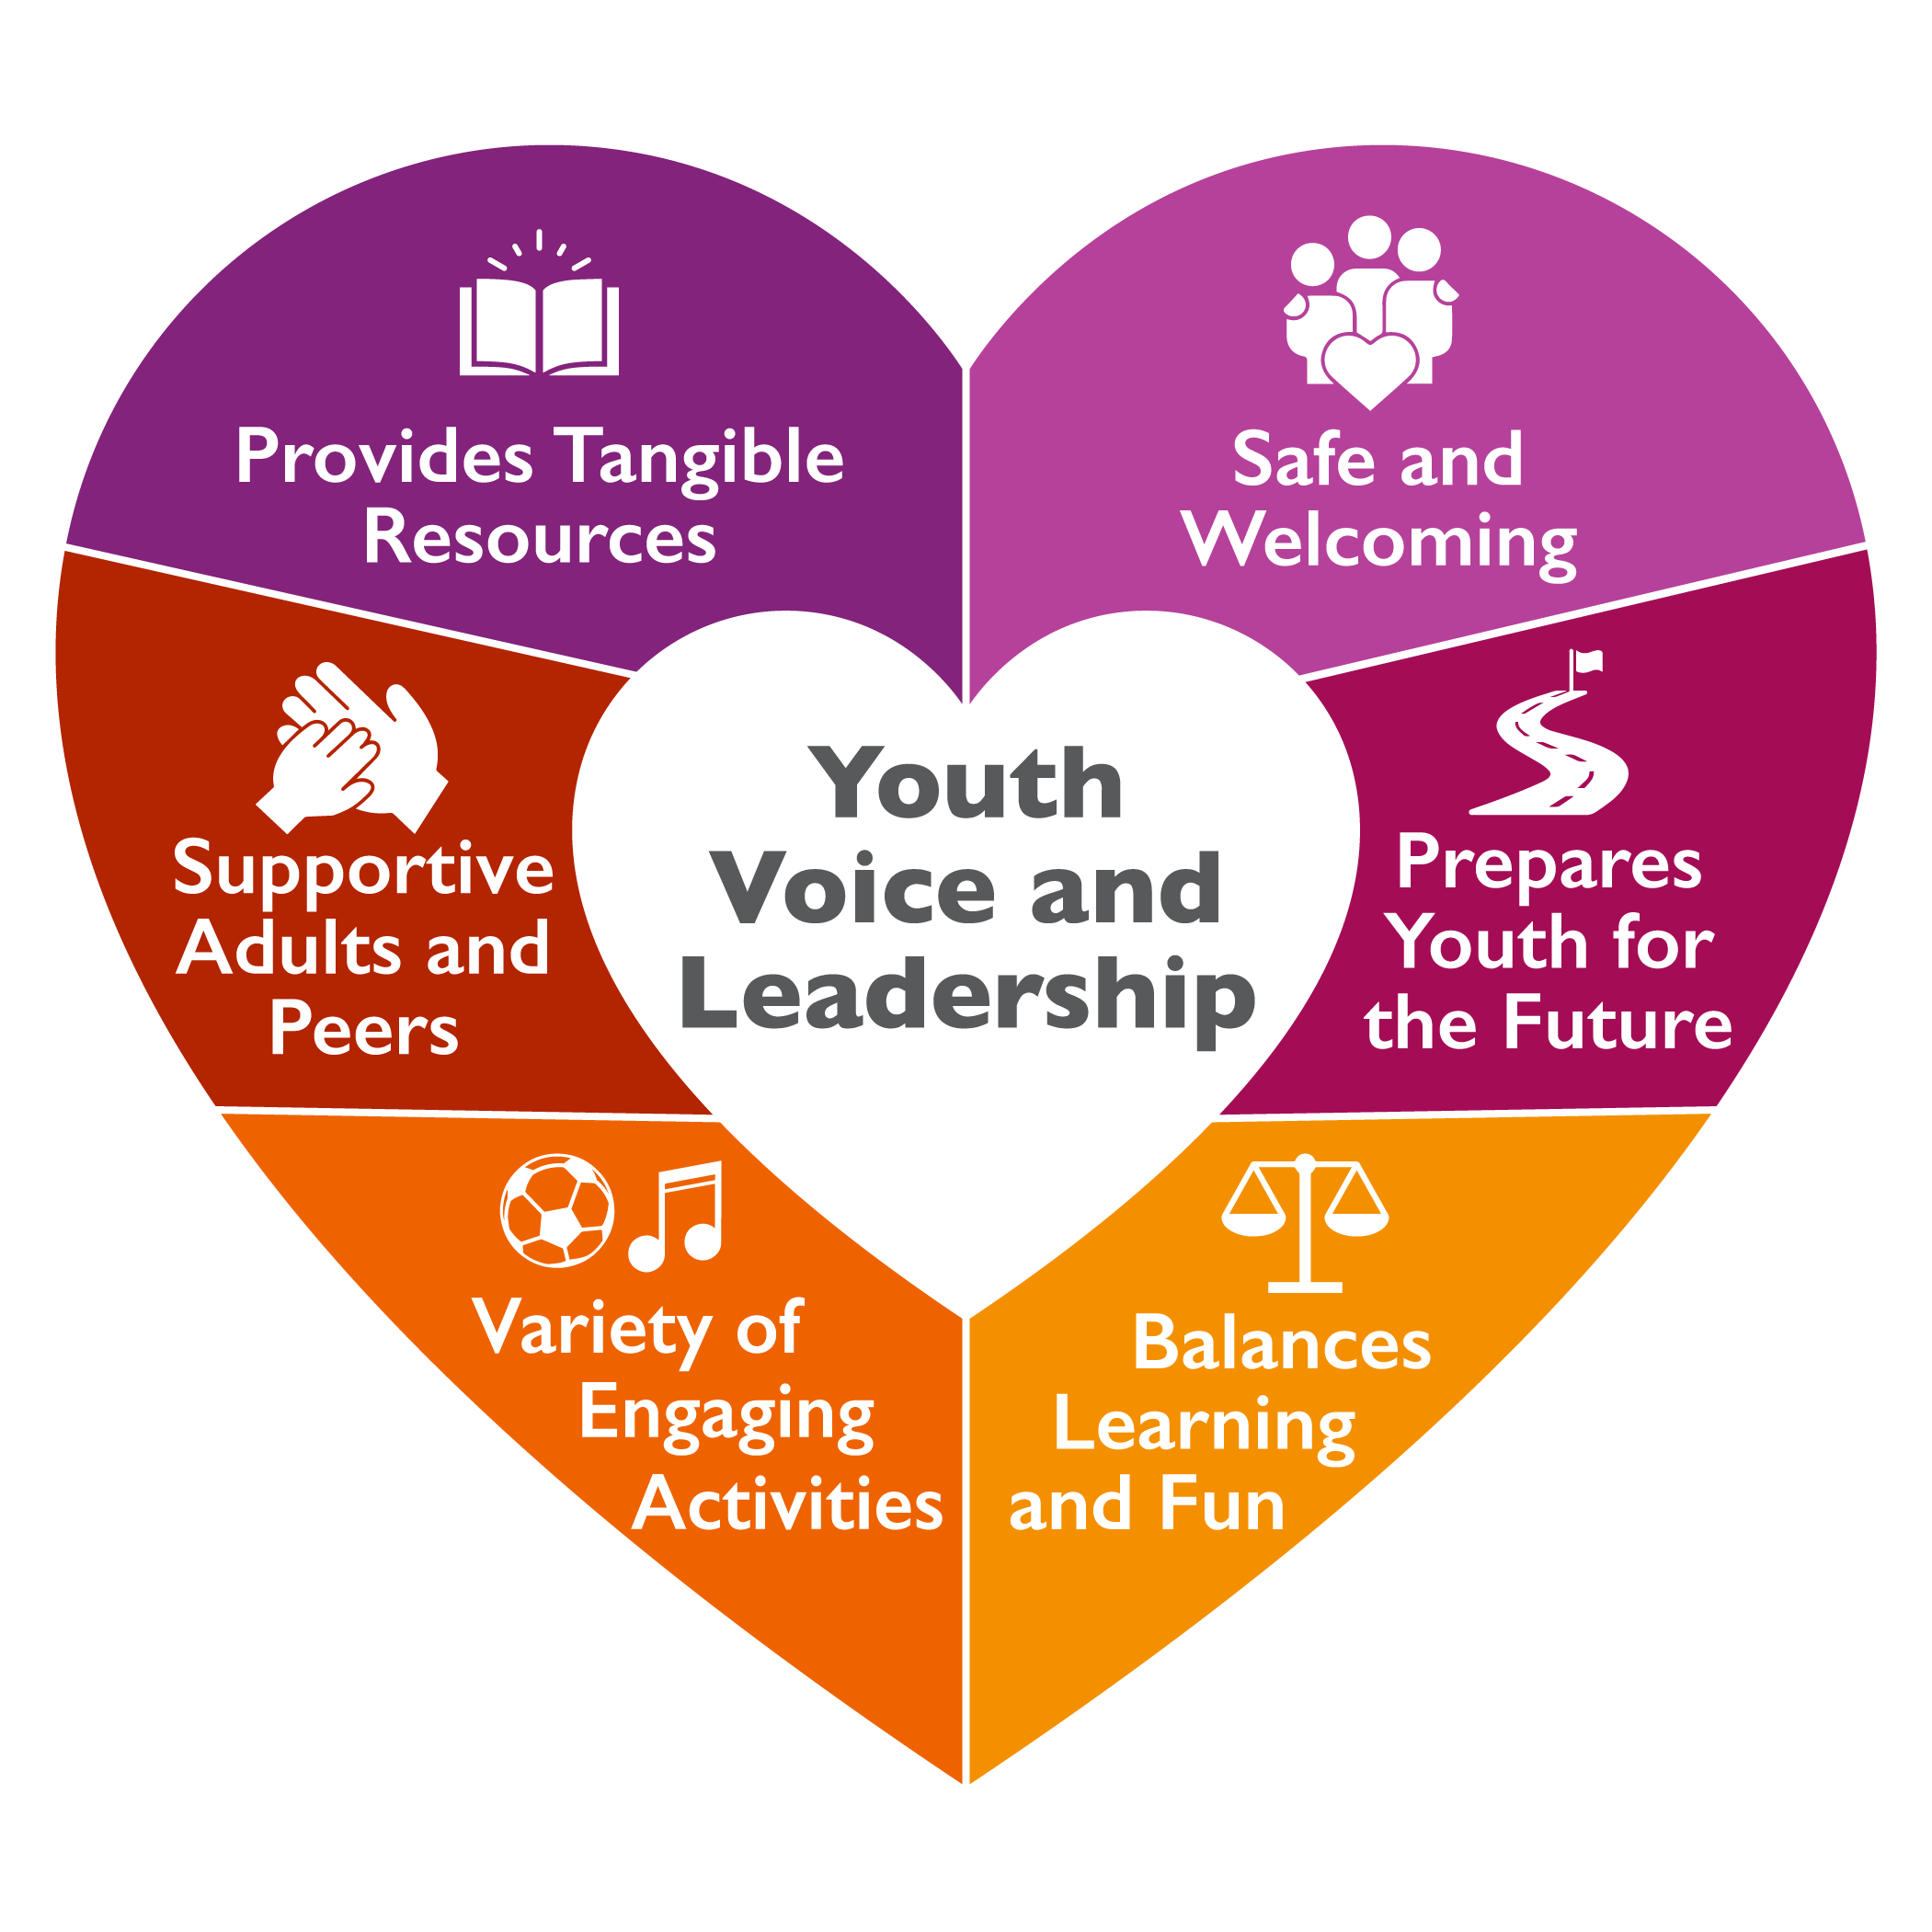 Provides Tangible
Resources
Safe and
Welcoming
Supportive
Adults and
Peers
Youth
Voice and
Leadership
Prepares
Youth for
the Future
Variety of
Engaging
Activities
Balances
Learning
and Fun